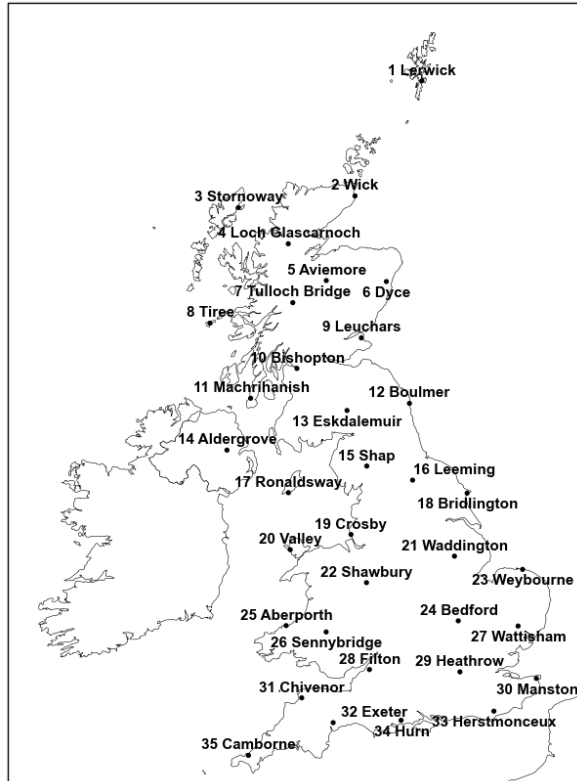 1 Lerwick
2 Wick
3 Stornoway
4 Loch Glascarnoch
5 Aviemore
6 Dyce
7 Tulloch Bridge
8 Tiree
9 Leuchars
10 Bishopton
11 Machrihanish
12 Boulmer
13 Eskdalemuir
14 Aldergrove
15 Shap
16 Leeming
17 Ronaldsway
18 Bridlington
19 Crosby
20 Valley
21 Waddington
22 Shawbury
23 Weybourne
24 Bedford
25 Aberporth
26 Sennybridge
27 Wattisham
28 Filton
29 Heathrow
30 Manston
31 Chivenor
32 Exeter
33 Herstmonceux
34 Hurn
35 Camborne